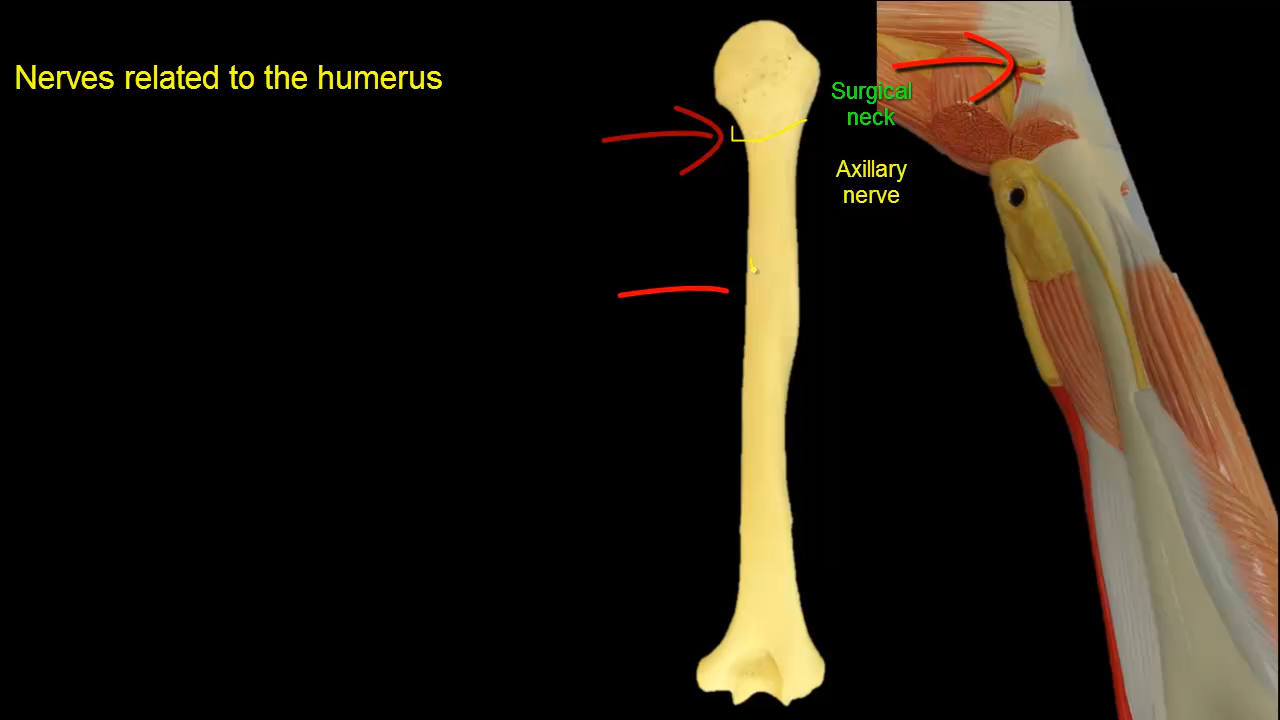 Nerves related to the humerus
Surgical
neck
Axillary
nerve